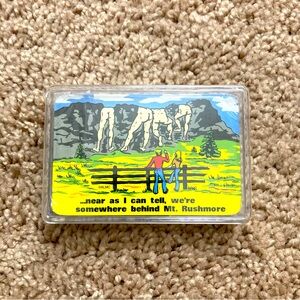 ...near as I can tell, we're
somewhere behind Mt. Rushmore